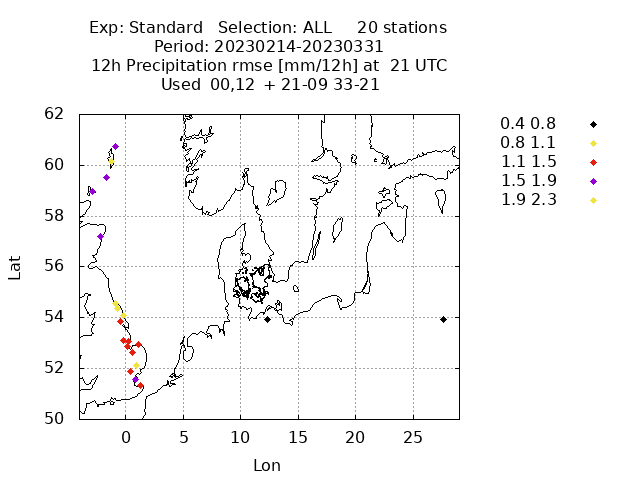 Exp: Standard   Selection: ALL     20 stations
Period: 20230214-20230331
12h Precipitation rmse [mm/12h] at  21 UTC
Used  00,12  + 21-09 33-21
62
60
58
56
54
52
50
0 5 10 15 20 25
Lat
Lon
0.4 0.8
0.8 1.1
1.1 1.5
1.5 1.9
1.9 2.3